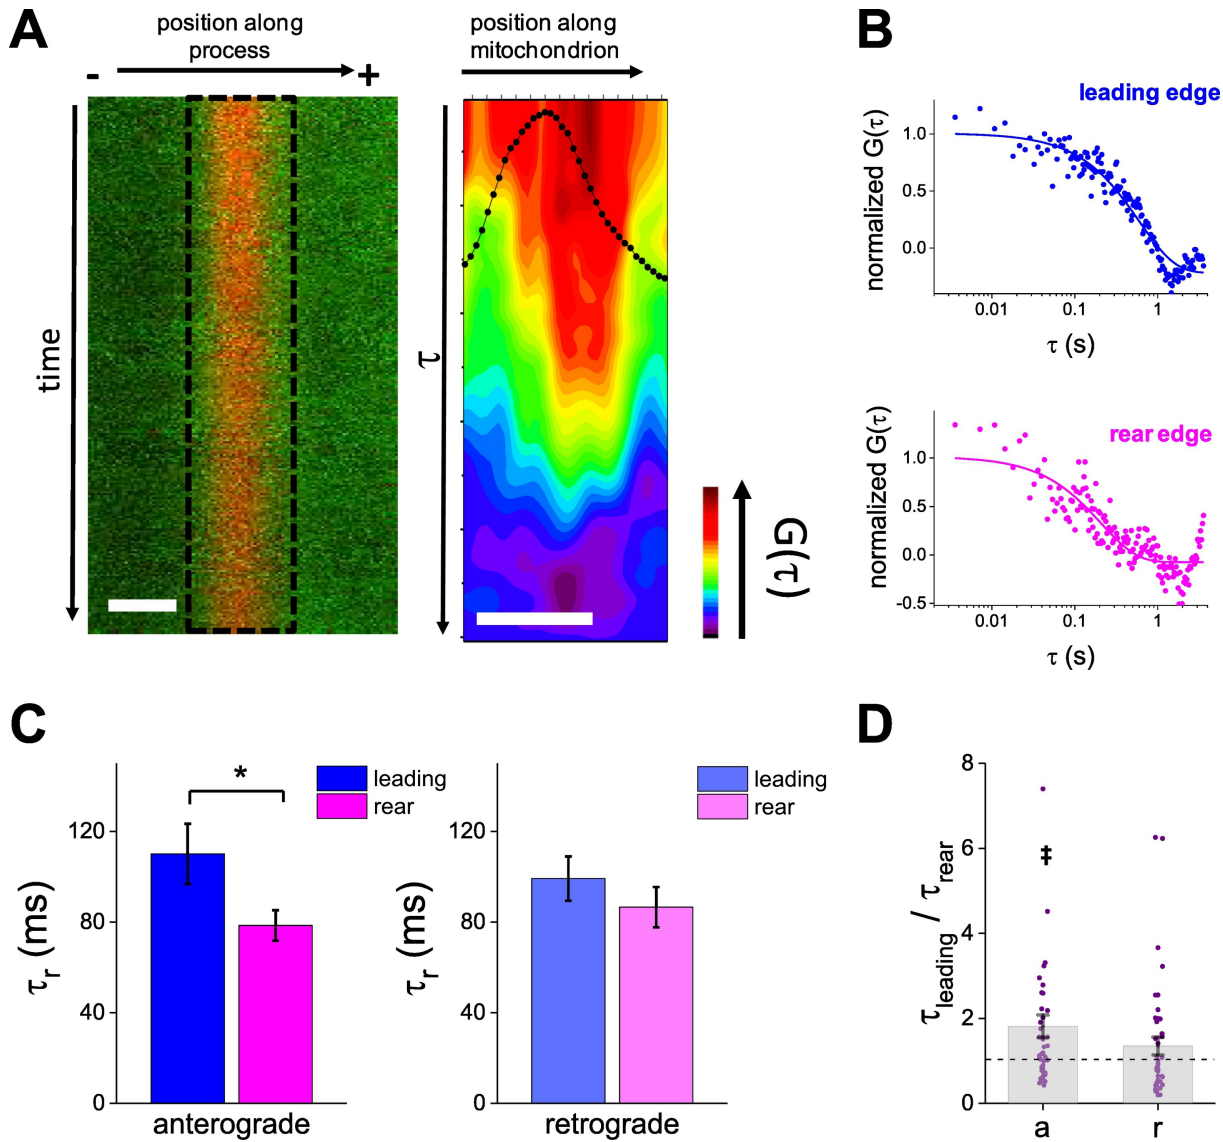 A
position along
process
- +
time
position along
mitochondrion
τ
G(τ)
B
leading edge
normalized G(τ)
1.0
0.5
0.0
0.01 0.1 1
τ (s)
rear edge
normalized G(τ)
1.0
0.5
0.0
-0.5
0.01 0.1 1
τ (s)
C
*
leading
rear
τr (ms)
120
80
40
0
anterograde
leading
rear
τr (ms)
120
80
40
0
retrograde
D
τleading / τrear
8
6
4
2
0
‡
a r